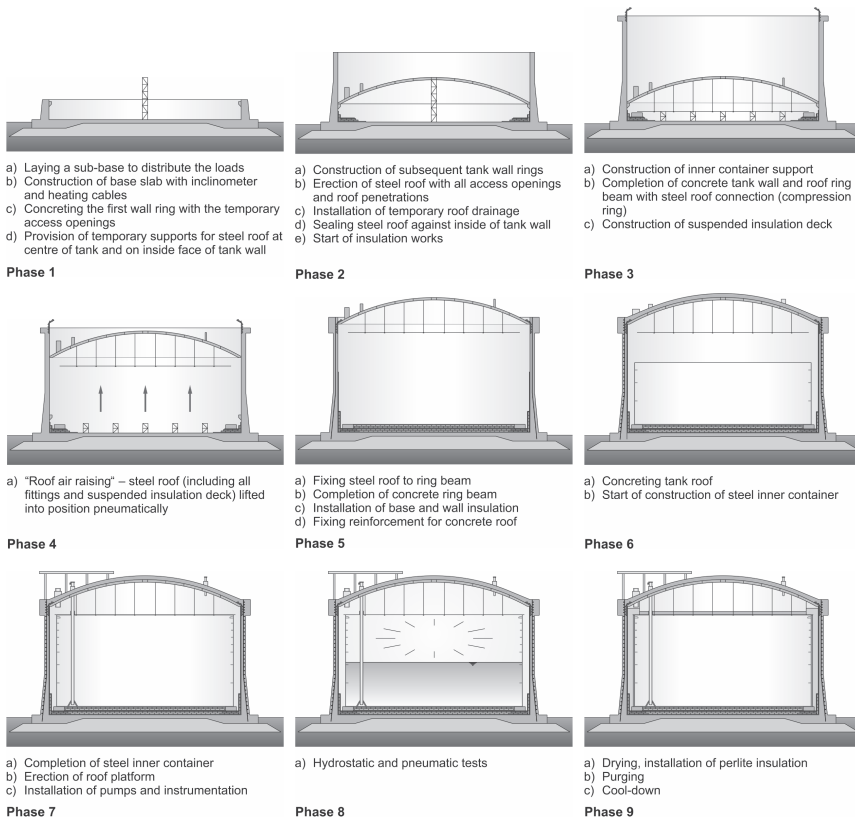 a) Laying a sub-base to distribute the loads
b) Construction of base slab with inclinometer
and heating cables
c) Concreting the first wall ring with the temporary
access openings
d) Provision of temporary supports for steel roof at
centre of tank and on inside face of tank wall
Phase 1
a) Construction of subsequent tank wall rings
b) Erection of steel roof with all access openings
and roof penetrations
c) Installation of temporary roof drainage
d) Sealing steel roof against inside of tank wall
e) Start of insulation works
Phase 2
a) Construction of inner container support
b) Completion of concrete tank wall and roof ring
beam with steel roof connection (compression
ring)
c) Construction of suspended insulation deck
Phase 3
a) “Roof air raising“ – steel roof (including all
fittings and suspended insulation deck) lifted
into position pneumatically
Phase 4
a) Fixing steel roof to ring beam
b) Completion of concrete ring beam
c) Installation of base and wall insulation
d) Fixing reinforcement for concrete roof
Phase 5
a) Concreting tank roof
b) Start of construction of steel inner container
Phase 6
a) Completion of steel inner container
b) Erection of roof platform
c) Installation of pumps and instrumentation
Phase 7
a) Hydrostatic and pneumatic tests
Phase 8
a) Drying, installation of perlite insulation
b) Purging
c) Cool-down
Phase 9